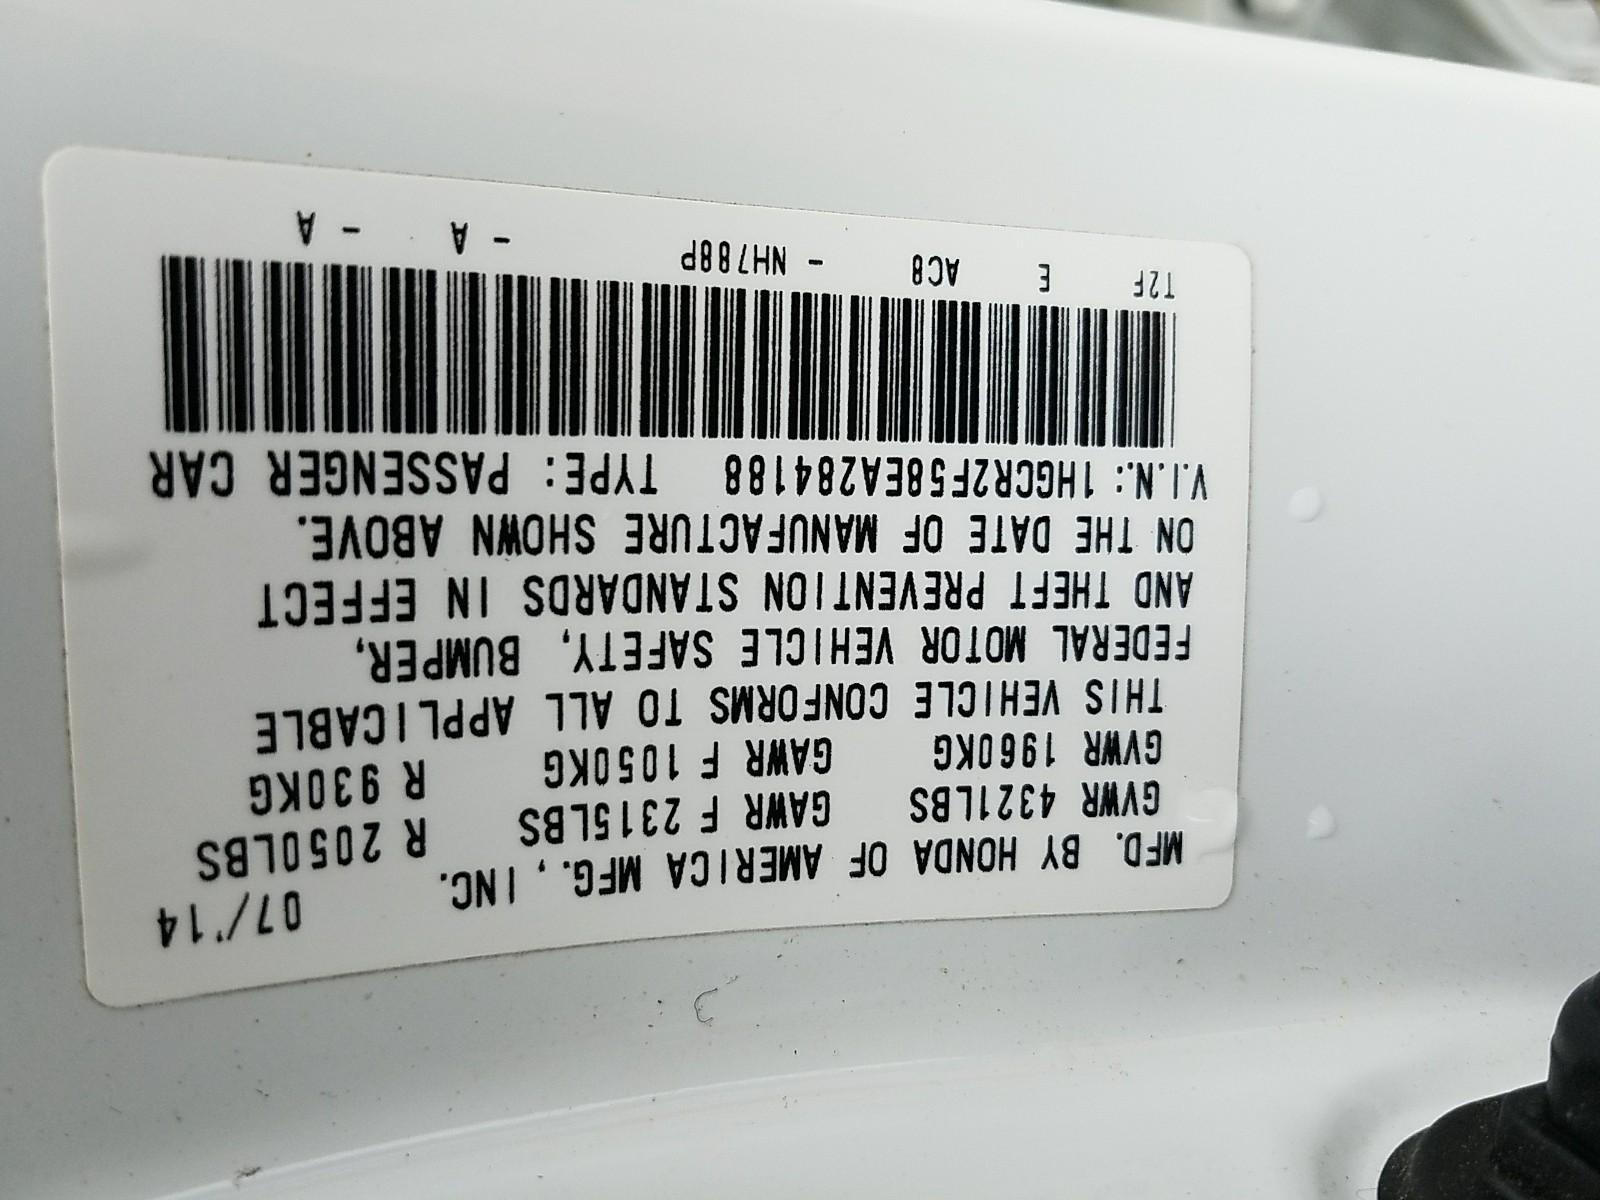 MFD. BY HONDA OF AMERICA MFG., INC. 07/'14
GVWR 4321LBS GAWR F 2315LBS R 2050LBS
GVWR 1960KG GAWR F 1050KG R 930KG
THIS VEHICLE CONFORMS TO ALL APPLICABLE
FEDERAL MOTOR VEHICLE SAFETY, BUMPER,
AND THEFT PREVENTION STANDARDS IN EFFECT
ON THE DATE OF MANUFACTURE SHOWN ABOVE.
V.I.N.: 1HGCR2F58EA284188 TYPE: PASSENGER CAR
T2F E AC8 - NH788P - A - A